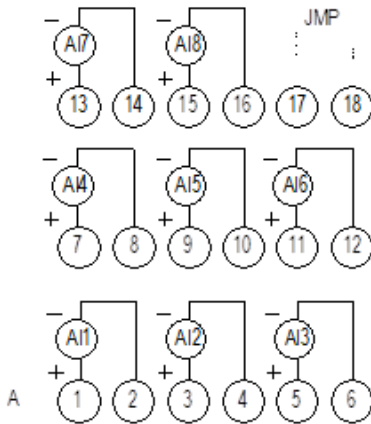 JMP
− AI7 − AI8
+ +
13 14 15 16 17 18
− AI4 − AI5 − AI6
+ + +
7 8 9 10 11 12
− AI1 − AI2 − AI3
+ + +
A 1 2 3 4 5 6